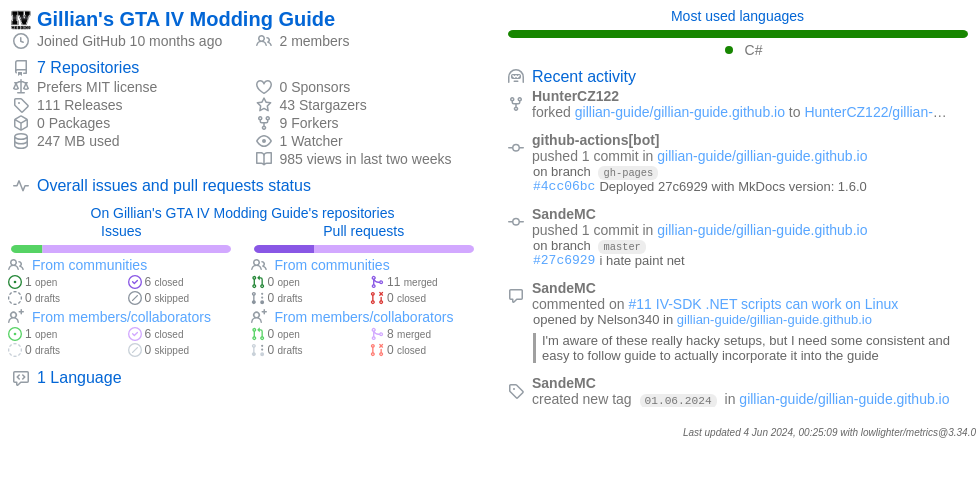 Gillian's GTA IV Modding Guide
Joined GitHub 10 months ago
2 members
7 Repositories
Prefers MIT license
111 Releases
0 Packages
247 MB used
0 Sponsors
43 Stargazers
9 Forkers
1 Watcher
985 views in last two weeks
Overall issues and pull requests status
On Gillian's GTA IV Modding Guide's repositories
Issues
From communities
1 open
6 closed
0 drafts
0 skipped
From members/collaborators
1 open
6 closed
0 drafts
0 skipped
Pull requests
From communities
0 open
11 merged
0 drafts
0 closed
From members/collaborators
0 open
8 merged
0 drafts
0 closed
1 Language
Most used languages
C#
Recent activity
HunterCZ122
forked gillian-guide/gillian-guide.github.io to HunterCZ122/gillian-…
github-actions[bot]
pushed 1 commit in gillian-guide/gillian-guide.github.io
on branch gh-pages
#4cc06bc Deployed 27c6929 with MkDocs version: 1.6.0
SandeMC
pushed 1 commit in gillian-guide/gillian-guide.github.io
on branch master
#27c6929 i hate paint net
SandeMC
commented on #11 IV-SDK .NET scripts can work on Linux
opened by Nelson340 in gillian-guide/gillian-guide.github.io
I'm aware of these really hacky setups, but I need some consistent and
easy to follow guide to actually incorporate it into the guide
SandeMC
created new tag 01.06.2024 in gillian-guide/gillian-guide.github.io
Last updated 4 Jun 2024, 00:25:09 with lowlighter/metrics@3.34.0